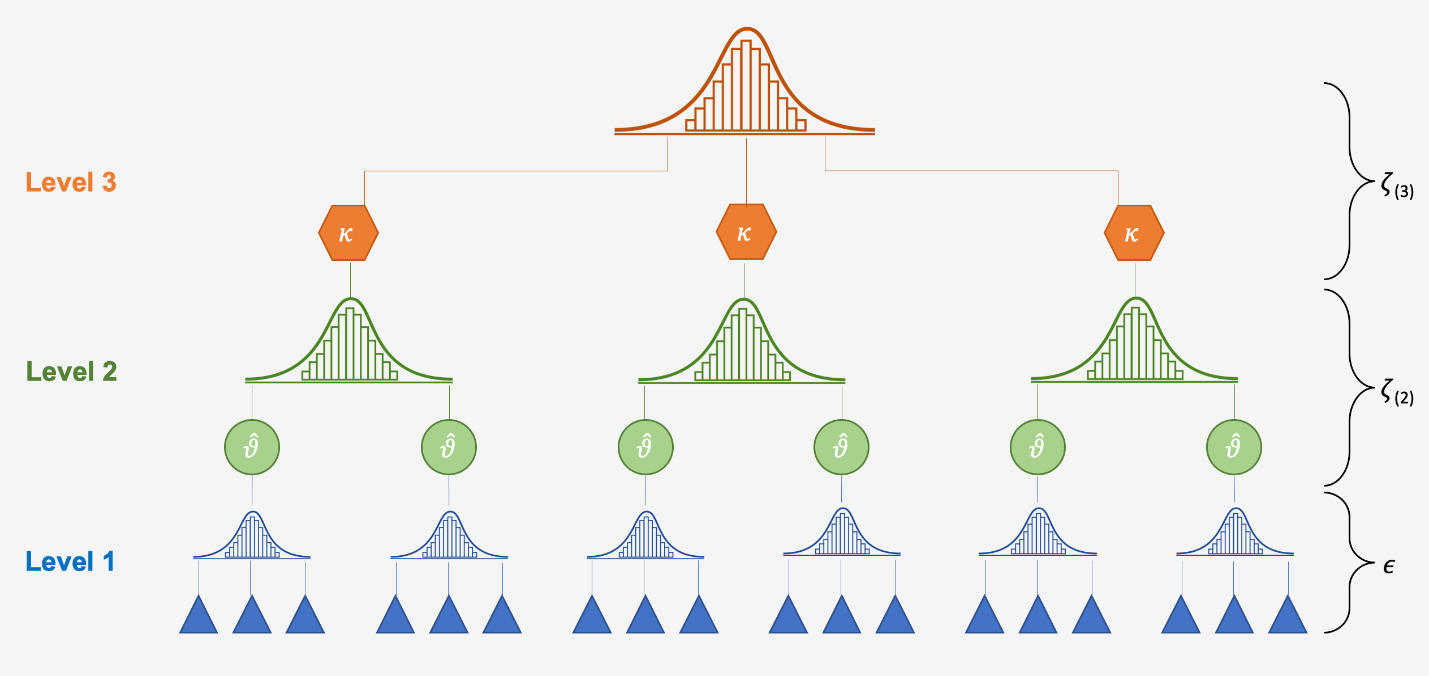 Level 3
ζ(3)
κ κ κ
Level 2
ζ(2)
ϑ̂ ϑ̂ ϑ̂ ϑ̂ ϑ̂ ϑ̂
Level 1
ϵ